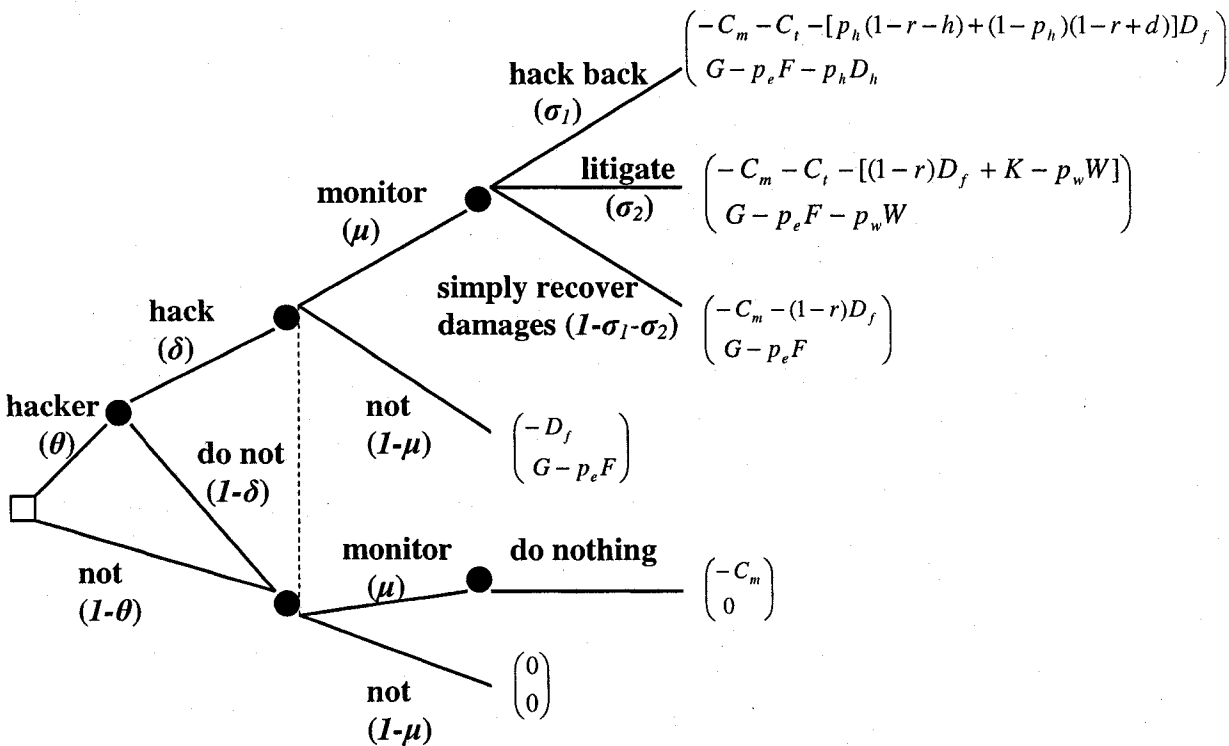 hack back
(σ1)
(−C_m − C_t − [p_h(1−r−h)+(1−p_h)(1−r+d)]D_f
G − p_eF − p_hD_h)
litigate
(σ2)
(−C_m − C_t − [(1−r)D_f + K − p_wW]
G − p_eF − p_wW)
monitor
(μ)
simply recover
damages (1-σ1-σ2)
(−C_m − (1−r)D_f
G − p_eF)
hack
(δ)
hacker
(θ)
not
(1-μ)
(−D_f
G − p_eF)
do not
(1-δ)
monitor
(μ)
do nothing
(−C_m
0)
not
(1-θ)
not
(1-μ)
(0
0)